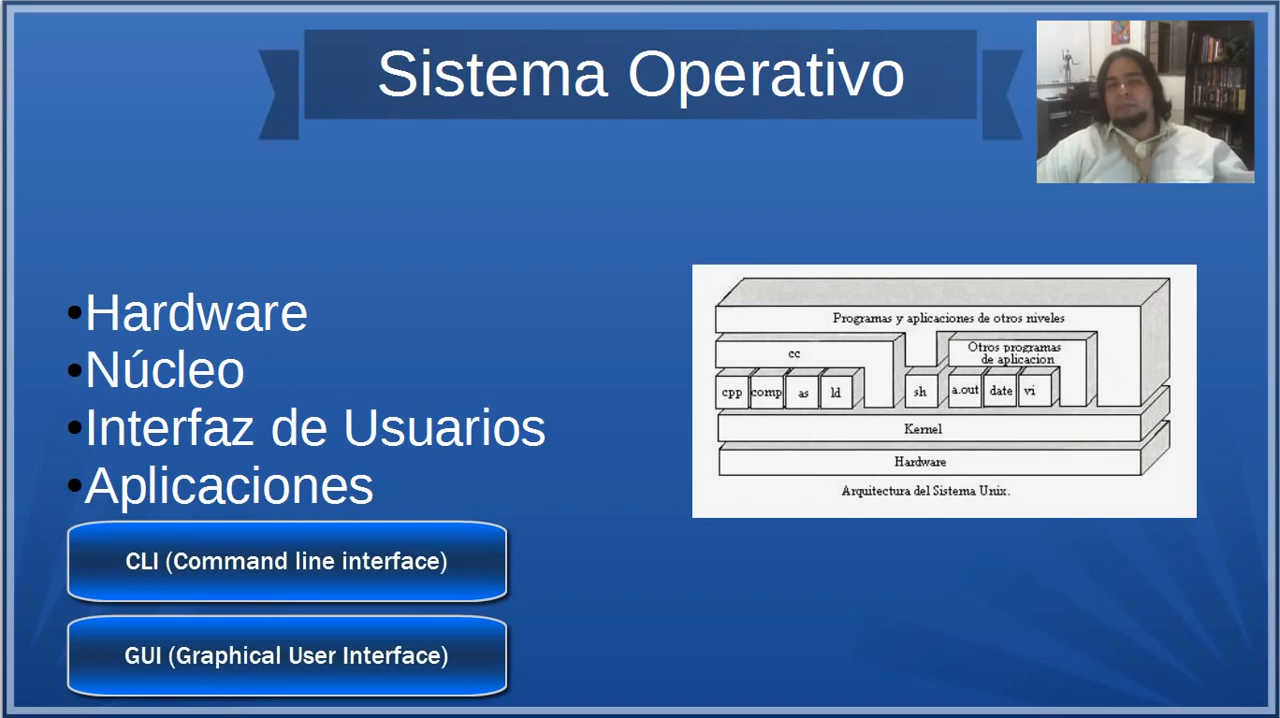 Sistema Operativo
•Hardware
•Núcleo
•Interfaz de Usuarios
•Aplicaciones
CLI (Command line interface)
GUI (Graphical User Interface)
Programas y aplicaciones de otros niveles
cc
Otros programas
de aplicacion
cpp comp as ld sh a.out date vi
Kernel
Hardware
Arquitectura del Sistema Unix.